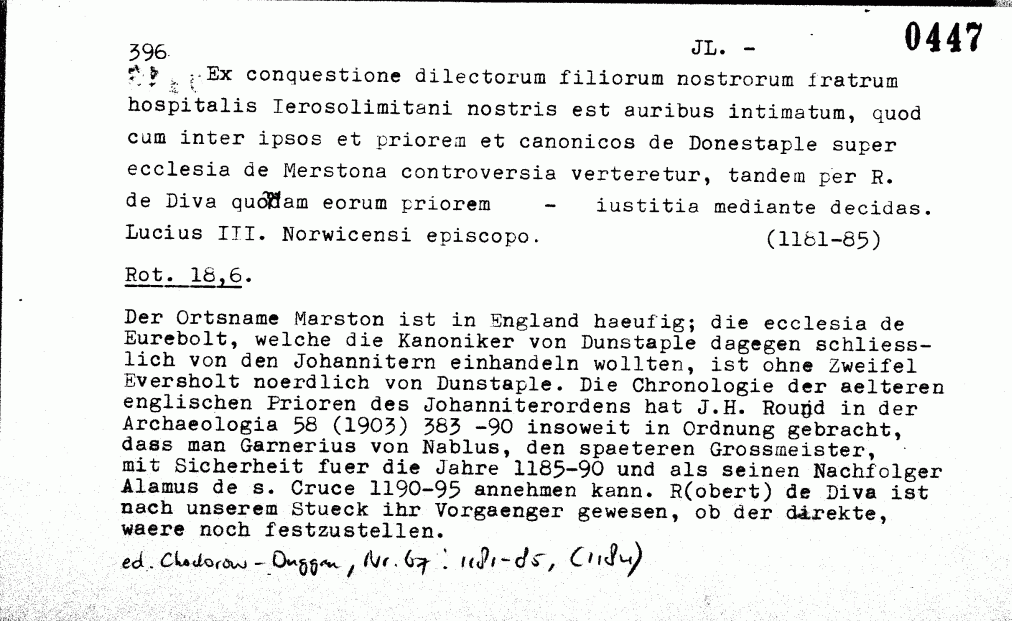 396. JL. - 0447
Ex conquestione dilectorum filiorum nostrorum fratrum
hospitalis Ierosolimitani nostris est auribus intimatum, quod
cum inter ipsos et priorem et canonicos de Donestaple super
ecclesia de Merstona controversia verteretur, tandem per R.
de Diva quondam eorum priorem - iustitia mediante decidas.
Lucius III. Norwicensi episcopo. (1181-85)
Rot. 18,6.
Der Ortsname Marston ist in England haeufig; die ecclesia de
Eurebolt, welche die Kanoniker von Dunstaple dagegen schliess-
lich von den Johannitern einhandeln wollten, ist ohne Zweifel
Eversholt noerdlich von Dunstaple. Die Chronologie der aelteren
englischen Prioren des Johanniterordens hat J.H. Round in der
Archaeologia 58 (1903) 383 -90 insoweit in Ordnung gebracht,
dass man Garnerius von Nablus, den spaeteren Grossmeister,
mit Sicherheit fuer die Jahre 1185-90 und als seinen Nachfolger
Alamus de s. Cruce 1190-95 annehmen kann. R(obert) de Diva ist
nach unserem Stueck ihr Vorgaenger gewesen, ob der direkte,
waere noch festzustellen.
ed. Chodorow - Duggan, Nr. 67 : 1181-85, (1184)